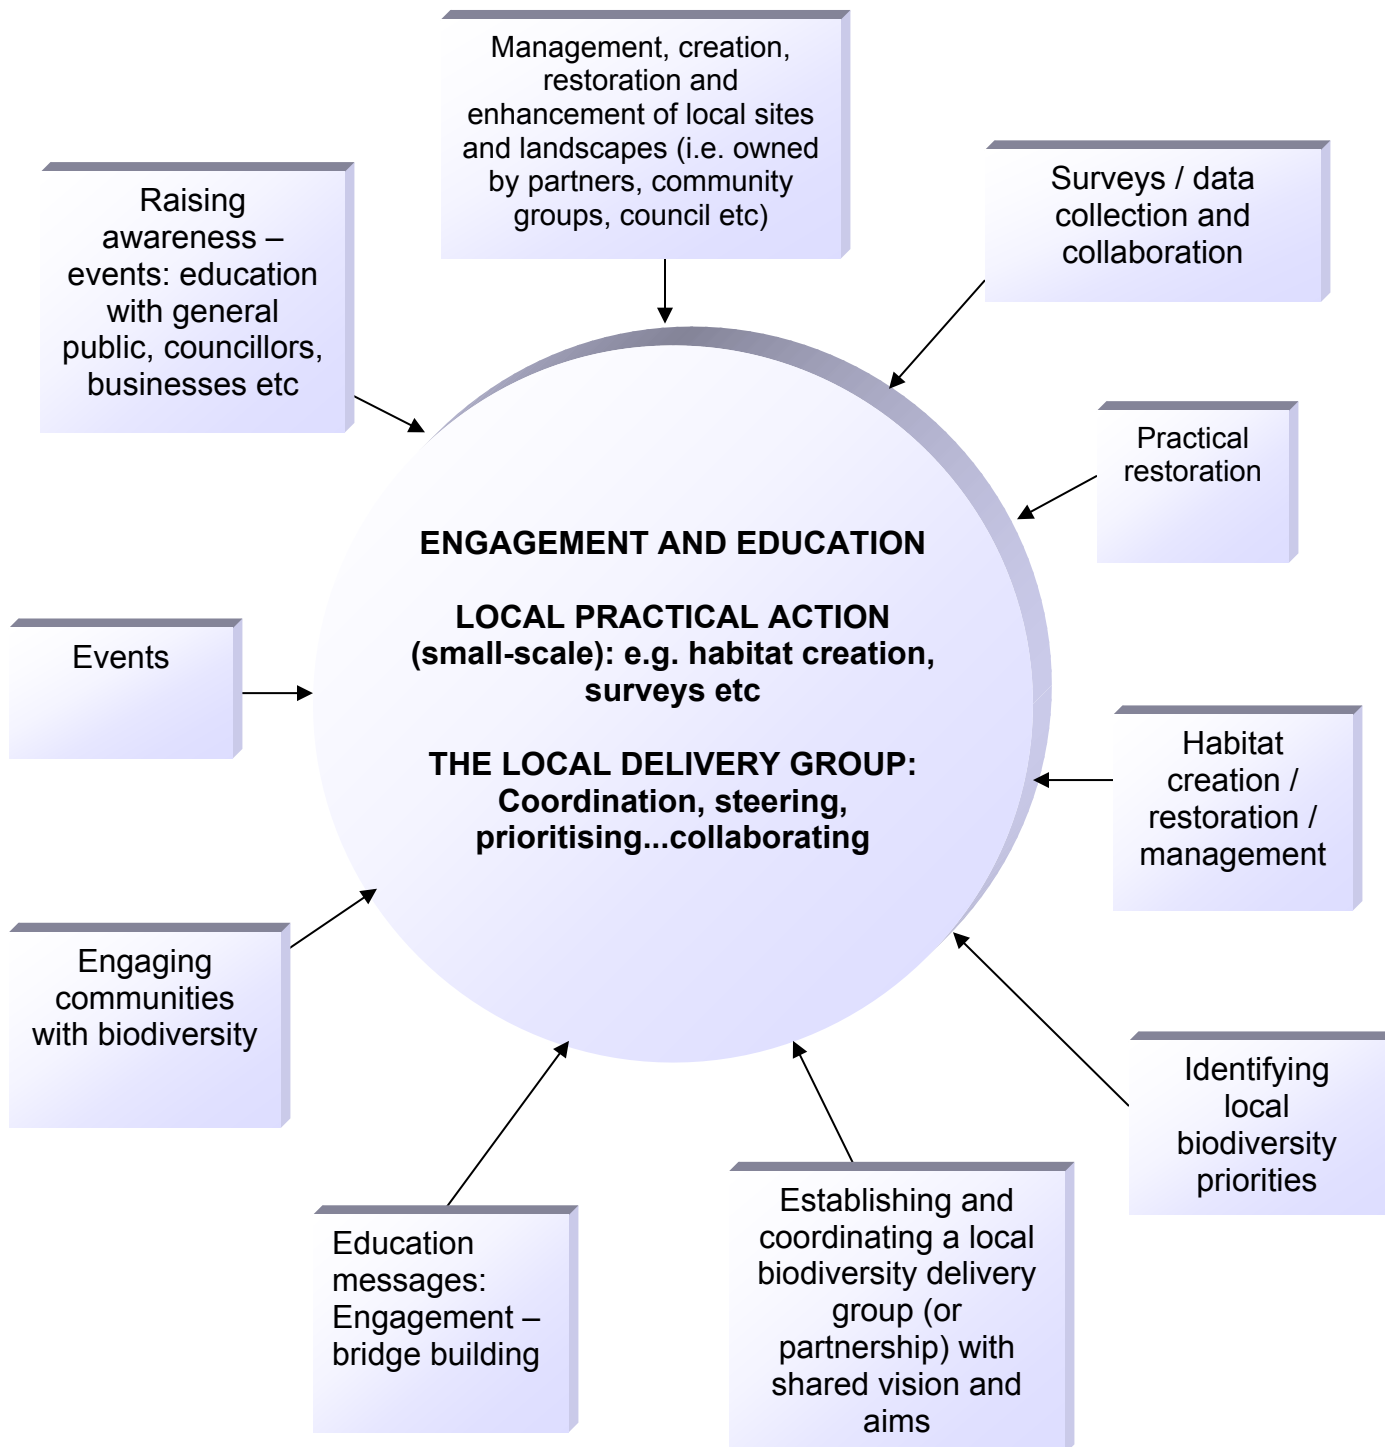 Management, creation,
restoration and
enhancement of local sites
and landscapes (i.e. owned
by partners, community
groups, council etc)
Surveys / data
collection and
collaboration
Raising
awareness –
events: education
with general
public, councillors,
businesses etc
Practical
restoration
ENGAGEMENT AND EDUCATION
LOCAL PRACTICAL ACTION
(small-scale): e.g. habitat creation,
surveys etc
THE LOCAL DELIVERY GROUP:
Coordination, steering,
prioritising...collaborating
Events
Habitat
creation /
restoration /
management
Engaging
communities
with biodiversity
Identifying
local
biodiversity
priorities
Education
messages:
Engagement –
bridge building
Establishing and
coordinating a local
biodiversity delivery
group (or
partnership) with
shared vision and
aims